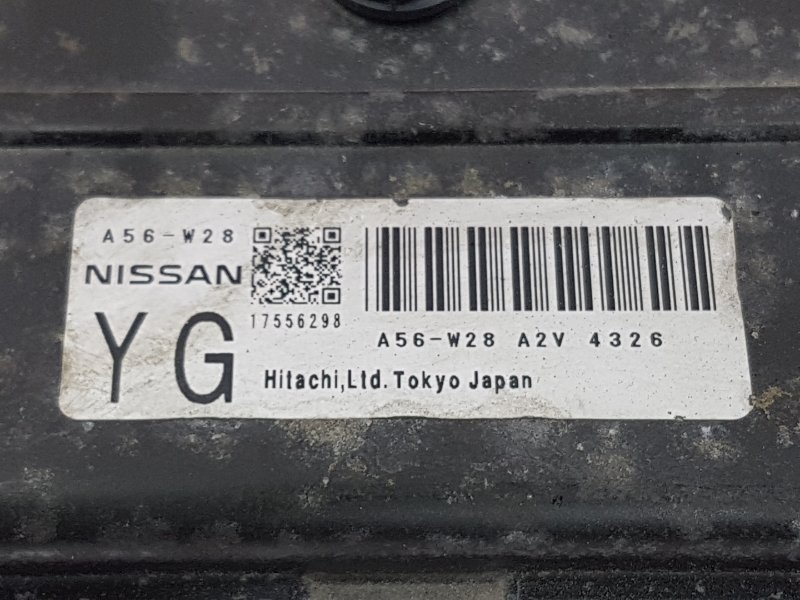 A56-W28
NISSAN
YG
17556298
A56-W28 A2V 4326
Hitachi,Ltd. Tokyo Japan